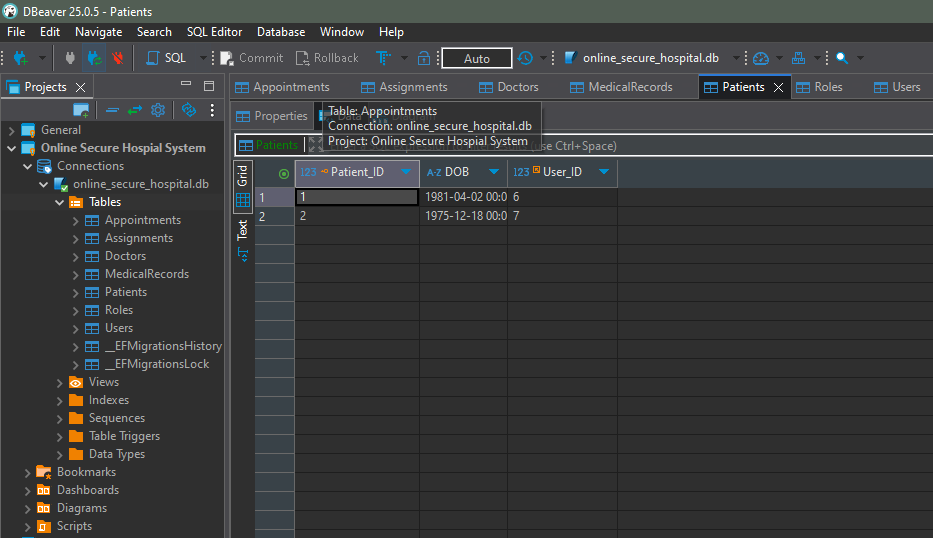 DBeaver 25.0.5 - Patients
File Edit Navigate Search SQL Editor Database Window Help
SQL Commit Rollback Auto online_secure_hospital.db
Projects
Appointments Assignments Doctors MedicalRecords Patients Roles Users
Properties
Table: Appointments
Connection: online_secure_hospital.db
Project: Online Secure Hospial System
Patients
use Ctrl+Space)
General
Online Secure Hospial System
Connections
online_secure_hospital.db
Tables
Appointments
Assignments
Doctors
MedicalRecords
Patients
Roles
Users
__EFMigrationsHistory
__EFMigrationsLock
Views
Indexes
Sequences
Table Triggers
Data Types
Bookmarks
Dashboards
Diagrams
Scripts
Grid
Text
123 Patient_ID A-Z DOB 123 User_ID
1 1 1981-04-02 00:0 6
2 2 1975-12-18 00:0 7